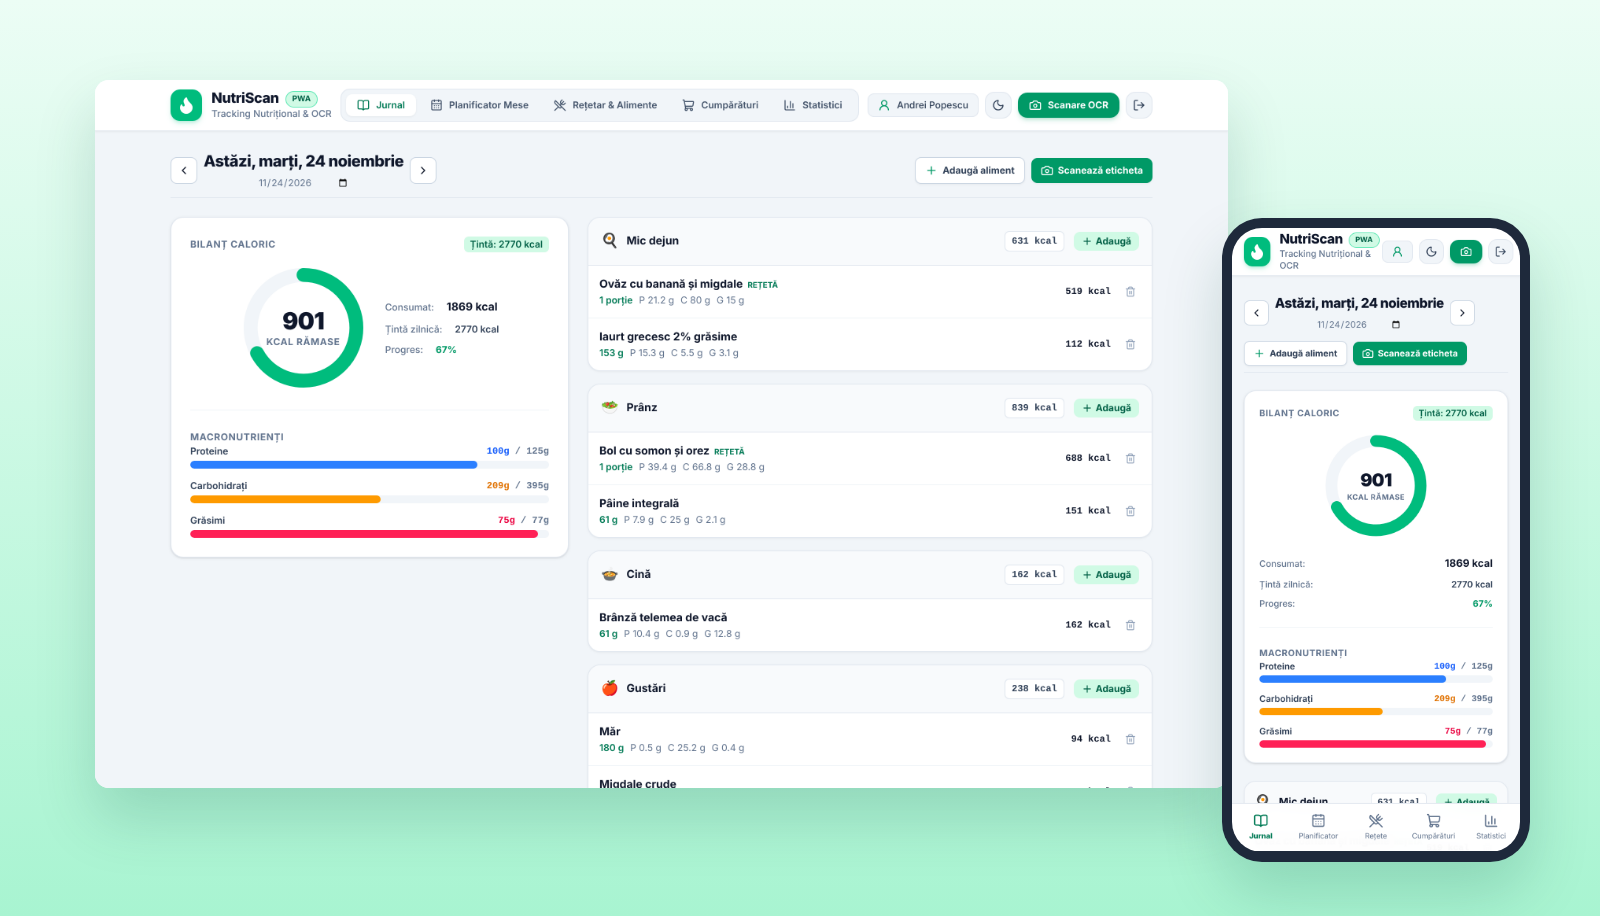 NutriScan PWA
Tracking Nutrițional & OCR
Jurnal
Planificator Mese
Rețetar & Alimente
Cumpărături
Statistici
Andrei Popescu
Scanare OCR
Astăzi, marți, 24 noiembrie
11/24/2026
Adaugă aliment
Scanează eticheta
BILANȚ CALORIC
Țintă: 2770 kcal
901
KCAL RĂMASE
Consumat: 1869 kcal
Țintă zilnică: 2770 kcal
Progres: 67%
MACRONUTRIENȚI
Proteine 100g / 125g
Carbohidrați 209g / 395g
Grăsimi 75g / 77g
Mic dejun 631 kcal + Adaugă
Ovăz cu banană și migdale REȚETĂ
1 porție P 21.2 g C 80 g G 15 g
519 kcal
Iaurt grecesc 2% grăsime
153 g P 15.3 g C 5.5 g G 3.1 g
112 kcal
Prânz 839 kcal + Adaugă
Bol cu somon și orez REȚETĂ
1 porție P 39.4 g C 66.8 g G 28.8 g
688 kcal
Pâine integrală
61 g P 7.9 g C 25 g G 2.1 g
151 kcal
Cină 162 kcal + Adaugă
Brânză telemea de vacă
61 g P 10.4 g C 0.9 g G 12.8 g
162 kcal
Gustări 238 kcal + Adaugă
Măr
180 g P 0.5 g C 25.2 g G 0.4 g
94 kcal
Migdale crude
NutriScan PWA
Tracking Nutrițional &
OCR
Astăzi, marți, 24 noiembrie
11/24/2026
Adaugă aliment
Scanează eticheta
BILANȚ CALORIC
Țintă: 2770 kcal
901
KCAL RĂMASE
Consumat: 1869 kcal
Țintă zilnică: 2770 kcal
Progres: 67%
MACRONUTRIENȚI
Proteine 100g / 125g
Carbohidrați 209g / 395g
Grăsimi 75g / 77g
Mic dejun 631 kcal + Adaugă
Jurnal
Planificator
Rețete
Cumpărături
Statistici